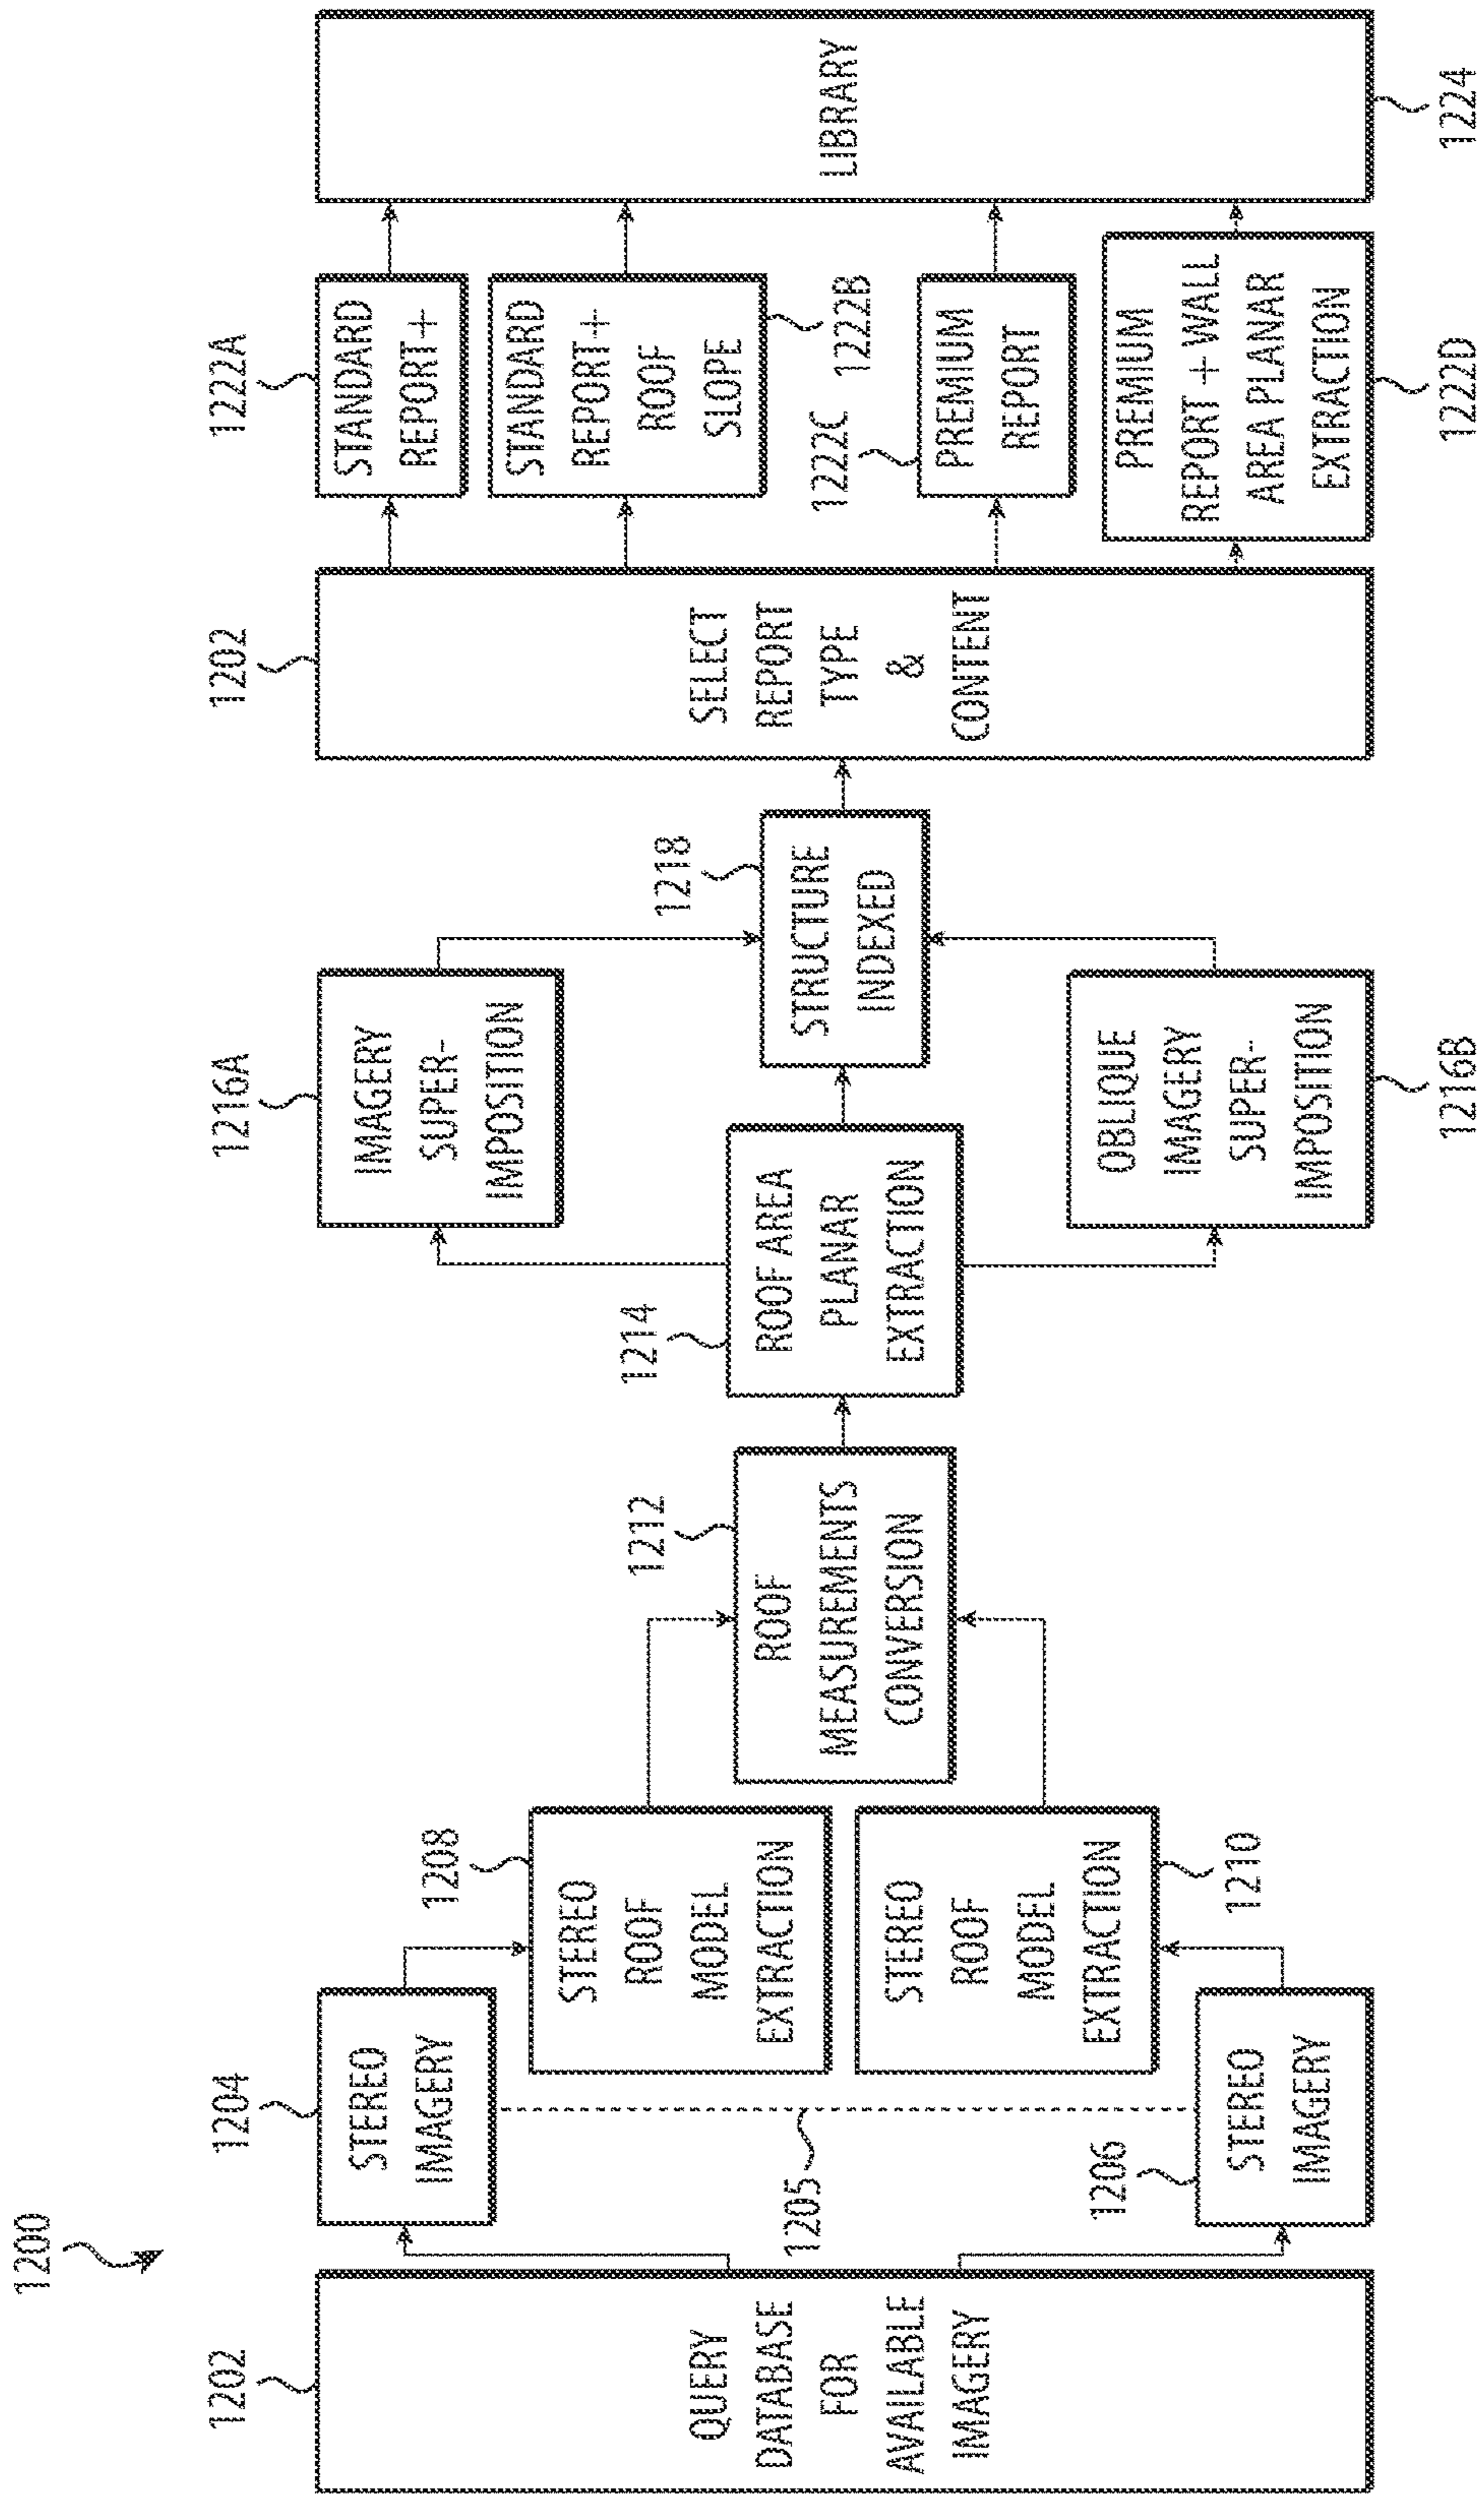 1200
1202
QUERY
DATABASE
FOR
AVAILABLE
IMAGERY
1204
STEREO
IMAGERY
1205
1206
STEREO
IMAGERY
1208
STEREO
ROOF
MODEL
EXTRACTION
STEREO
ROOF
MODEL
EXTRACTION
1210
1212
ROOF
MEASUREMENTS
CONVERSION
1214
ROOF AREA
PLANAR
EXTRACTION
1216A
IMAGERY
SUPER-
IMPOSITION
OBLIQUE
IMAGERY
SUPER-
IMPOSITION
1216B
1218
STRUCTURE
INDEXED
1202
SELECT
REPORT
TYPE
&
CONTENT
1222A
STANDARD
REPORT+
STANDARD
REPORT+
ROOF
SLOPE
1222B
1222C
PREMIUM
REPORT
PREMIUM
REPORT + WALL
AREA PLANAR
EXTRACTION
1222D
LIBRARY
1224